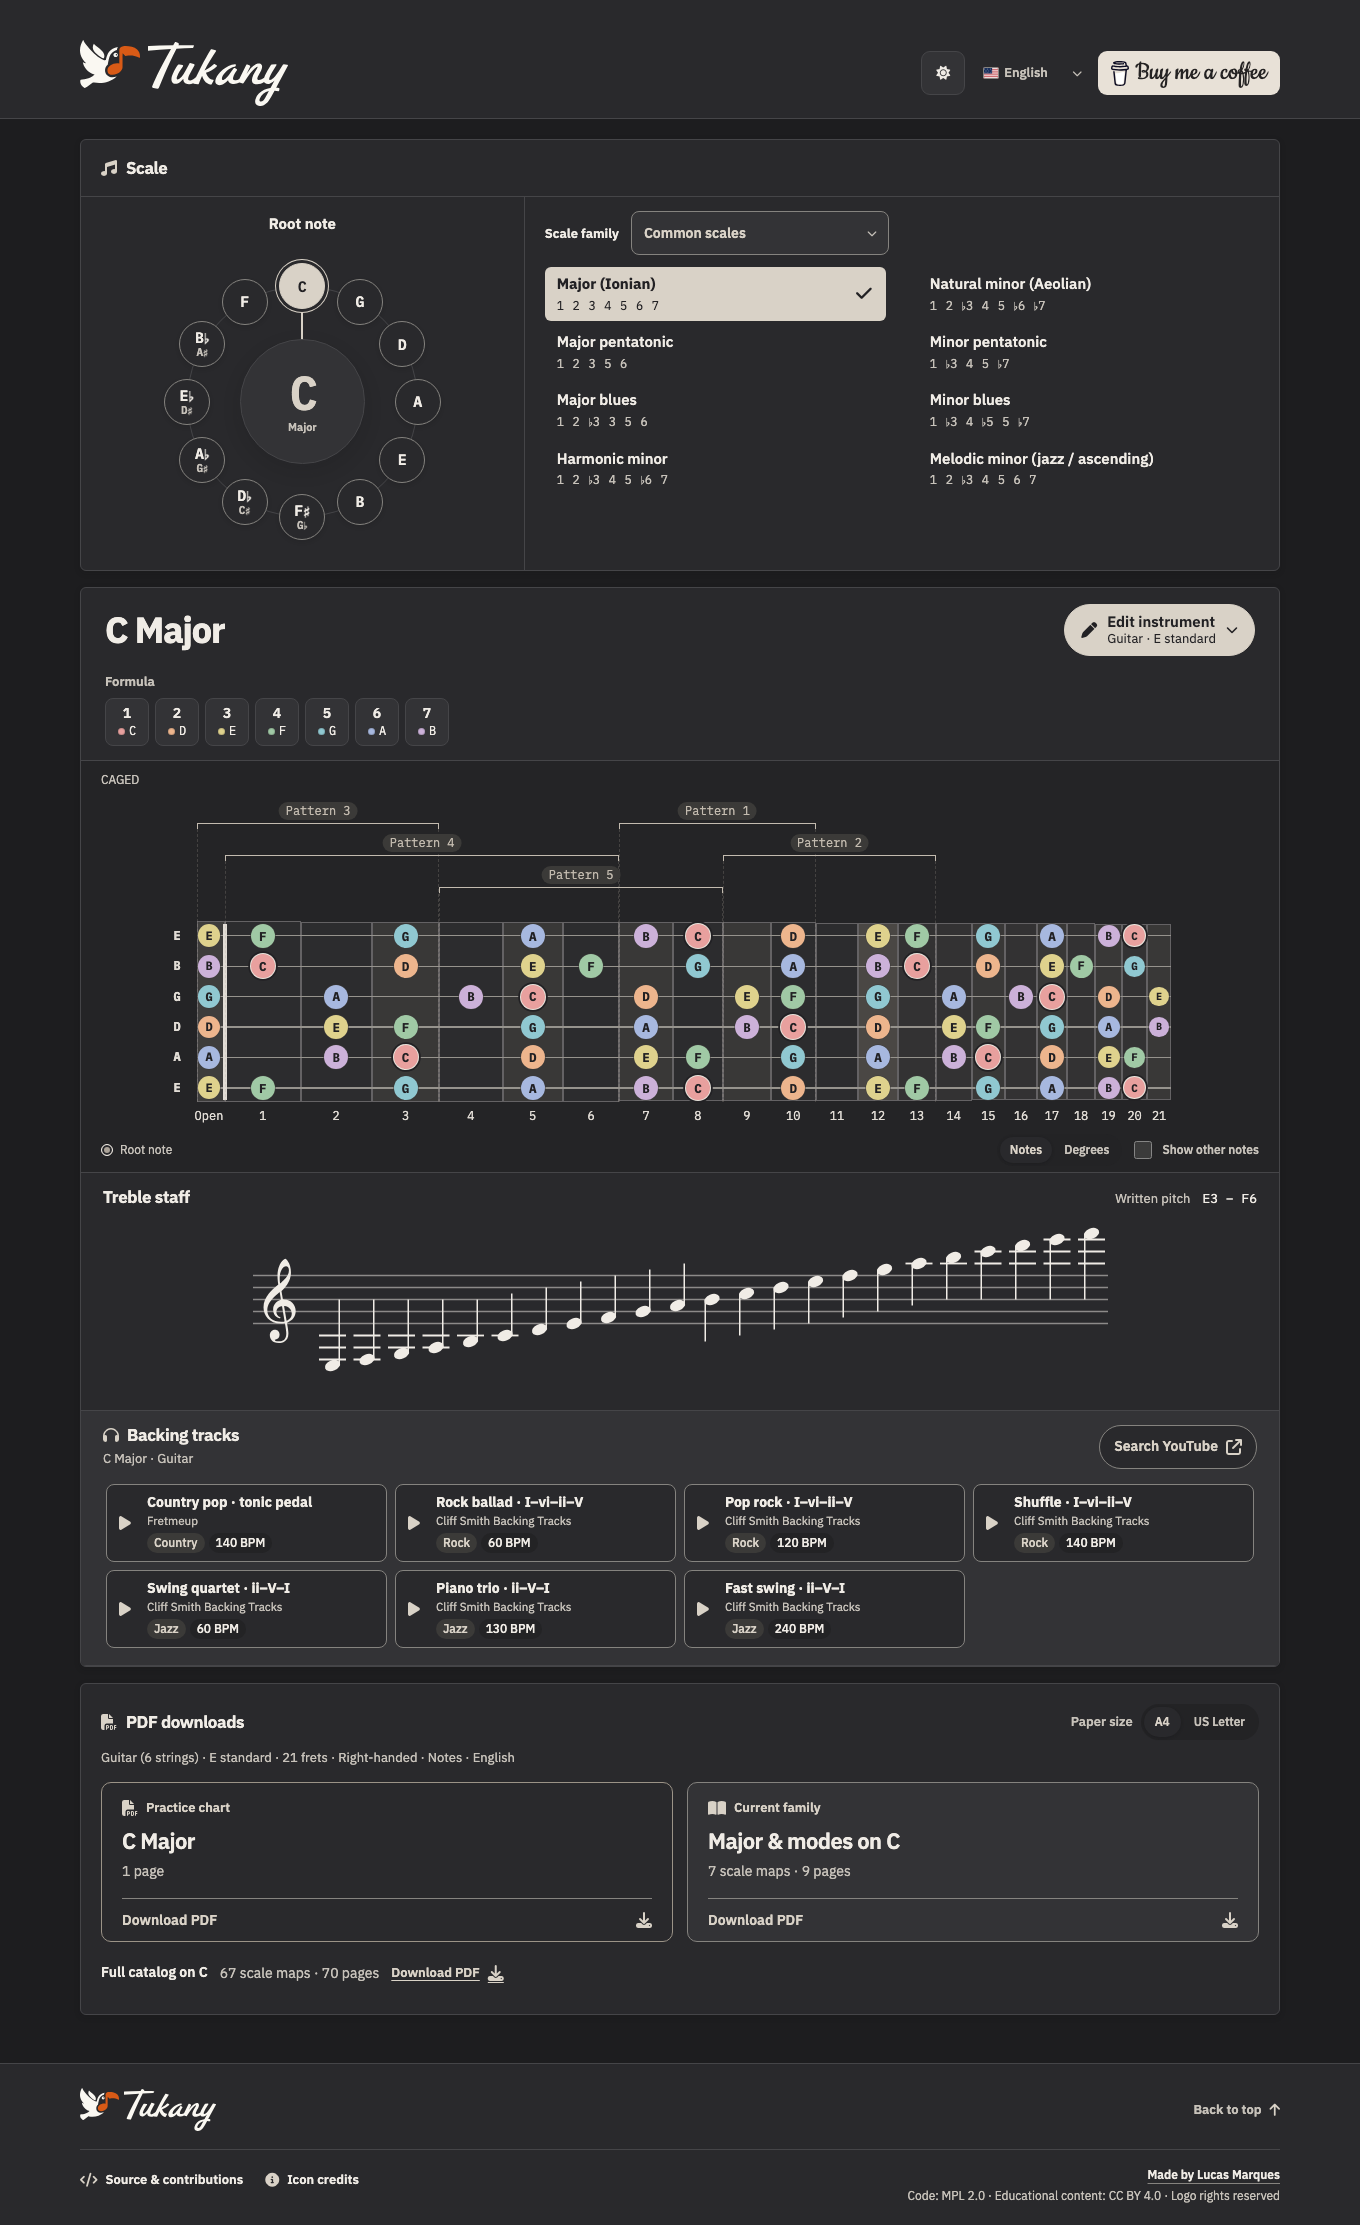 Tukany
English
Buy me a coffee
Scale
Root note
C
G
D
A
E
B
F♯
G♭
D♭
C♯
A♭
G♯
E♭
D♯
B♭
A♯
F
C
Major
Scale family
Common scales
Major (Ionian)
1 2 3 4 5 6 7
Natural minor (Aeolian)
1 2 ♭3 4 5 ♭6 ♭7
Major pentatonic
1 2 3 5 6
Minor pentatonic
1 ♭3 4 5 ♭7
Major blues
1 2 ♭3 3 5 6
Minor blues
1 ♭3 4 ♭5 5 ♭7
Harmonic minor
1 2 ♭3 4 5 ♭6 7
Melodic minor (jazz / ascending)
1 2 ♭3 4 5 6 7
C Major
Edit instrument
Guitar · E standard
Formula
1 2 3 4 5 6 7
C D E F G A B
CAGED
Pattern 3
Pattern 1
Pattern 4
Pattern 2
Pattern 5
E E F G A B C D E F G A B C
B B C D E F G A B C D E F G
G G A B C D E F G A B C D E
D D E F G A B C D E F G A B
A A B C D E F G A B C D E F
E E F G A B C D E F G A B C
Open 1 2 3 4 5 6 7 8 9 10 11 12 13 14 15 16 17 18 19 20 21
Root note
Notes Degrees Show other notes
Treble staff
Written pitch E3 – F6
Backing tracks
C Major · Guitar
Search YouTube
Country pop · tonic pedal
Fretmeup
Country 140 BPM
Rock ballad · I–vi–ii–V
Cliff Smith Backing Tracks
Rock 60 BPM
Pop rock · I–vi–ii–V
Cliff Smith Backing Tracks
Rock 120 BPM
Shuffle · I–vi–ii–V
Cliff Smith Backing Tracks
Rock 140 BPM
Swing quartet · ii–V–I
Cliff Smith Backing Tracks
Jazz 60 BPM
Piano trio · ii–V–I
Cliff Smith Backing Tracks
Jazz 130 BPM
Fast swing · ii–V–I
Cliff Smith Backing Tracks
Jazz 240 BPM
PDF downloads
Paper size A4 US Letter
Guitar (6 strings) · E standard · 21 frets · Right-handed · Notes · English
Practice chart
C Major
1 page
Download PDF
Current family
Major & modes on C
7 scale maps · 9 pages
Download PDF
Full catalog on C 67 scale maps · 70 pages Download PDF
Tukany
Back to top
Source & contributions
Icon credits
Made by Lucas Marques
Code: MPL 2.0 · Educational content: CC BY 4.0 · Logo rights reserved